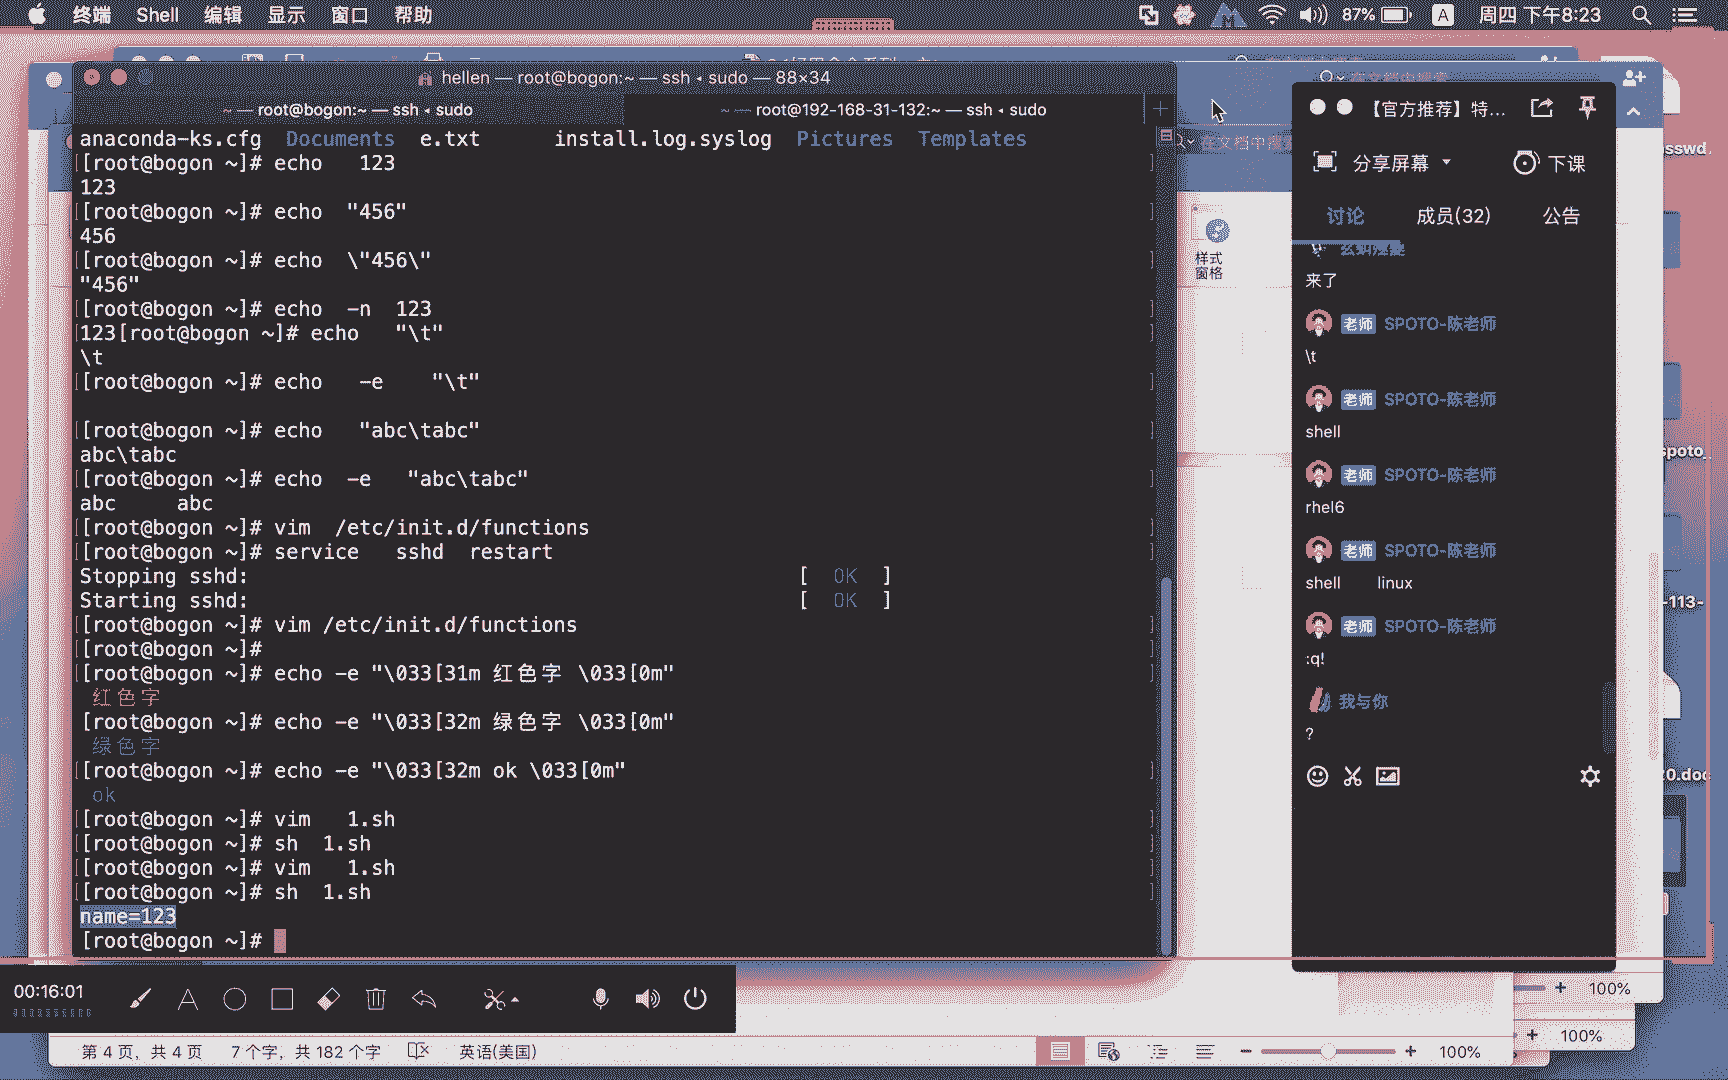 终端 Shell 编辑 显示 窗口 帮助 87% A 周四 下午8:23
hellen — root@bogon:~ — ssh ◂ sudo — 88×34
~ — root@bogon:~ — ssh ◂ sudo
~ — root@192-168-31-132:~ — ssh ◂ sudo
anaconda-ks.cfg Documents e.txt install.log.syslog Pictures Templates
[root@bogon ~]# echo 123
123
[root@bogon ~]# echo "456"
456
[root@bogon ~]# echo \"456\"
"456"
[root@bogon ~]# echo -n 123
123[root@bogon ~]# echo "\t"
\t
[root@bogon ~]# echo -e "\t"
[root@bogon ~]# echo "abc\tabc"
abc\tabc
[root@bogon ~]# echo -e "abc\tabc"
abc abc
[root@bogon ~]# vim /etc/init.d/functions
[root@bogon ~]# service sshd restart
Stopping sshd: [ OK ]
Starting sshd: [ OK ]
[root@bogon ~]# vim /etc/init.d/functions
[root@bogon ~]#
[root@bogon ~]# echo -e "\033[31m 红色字 \033[0m"
红色字
[root@bogon ~]# echo -e "\033[32m 绿色字 \033[0m"
绿色字
[root@bogon ~]# echo -e "\033[32m ok \033[0m"
ok
[root@bogon ~]# vim 1.sh
[root@bogon ~]# sh 1.sh
[root@bogon ~]# vim 1.sh
[root@bogon ~]# sh 1.sh
name=123
[root@bogon ~]#
样式
窗格
【官方推荐】特...
分享屏幕 下课
讨论 成员(32) 公告
来了
老师 SPOTO-陈老师
\t
老师 SPOTO-陈老师
shell
老师 SPOTO-陈老师
rhel6
老师 SPOTO-陈老师
shell linux
老师 SPOTO-陈老师
:q!
我与你
?
sswd.
spoto..
-113-
0.doc
00:16:01
100%
100%
第 4 页，共 4 页 7 个字，共 182 个字 英语(美国) 100%